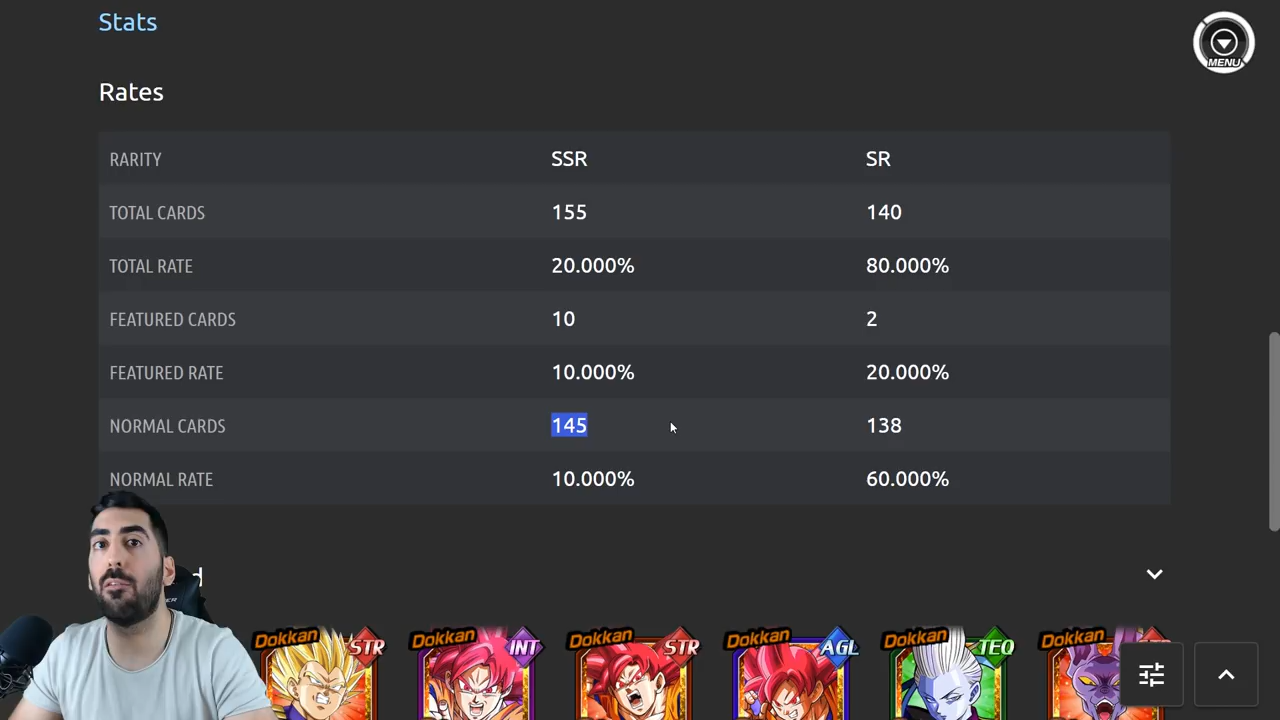 Stats
MENU
Rates
RARITY SSR SR
TOTAL CARDS 155 140
TOTAL RATE 20.000% 80.000%
FEATURED CARDS 10 2
FEATURED RATE 10.000% 20.000%
NORMAL CARDS 145 138
NORMAL RATE 10.000% 60.000%
Dokkan STR Dokkan INT Dokkan STR Dokkan AGL Dokkan TEQ Dokkan